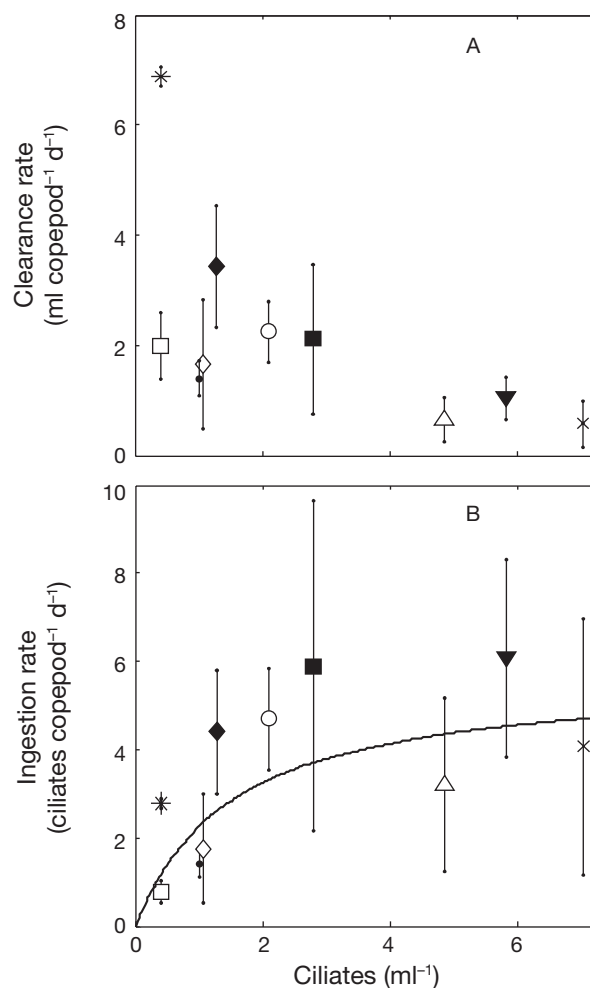 A
8
6
4
2
0
Clearance rate
(ml copepod⁻¹ d⁻¹)
B
10
8
6
4
2
0
Ingestion rate
(ciliates copepod⁻¹ d⁻¹)
0 2 4 6
Ciliates (ml⁻¹)